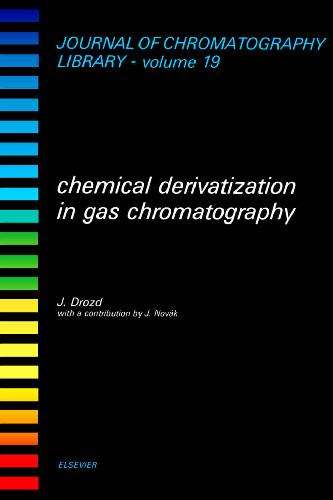 JOURNAL OF CHROMATOGRAPHY
LIBRARY - volume 19
chemical derivatization
in gas chromatography
J. Drozd
with a contribution by J. Novák
ELSEVIER